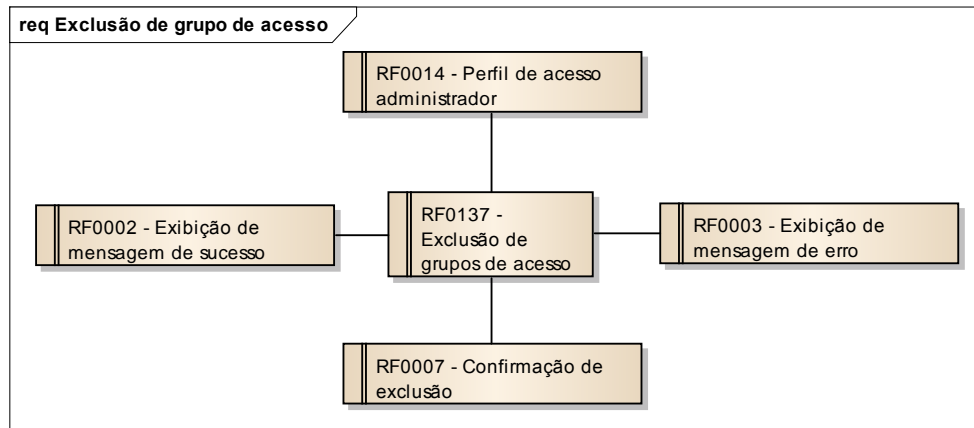 req Exclusão de grupo de acesso
RF0014 - Perfil de acesso
administrador
RF0002 - Exibição de
mensagem de sucesso
RF0137 -
Exclusão de
grupos de acesso
RF0003 - Exibição de
mensagem de erro
RF0007 - Confirmação de
exclusão